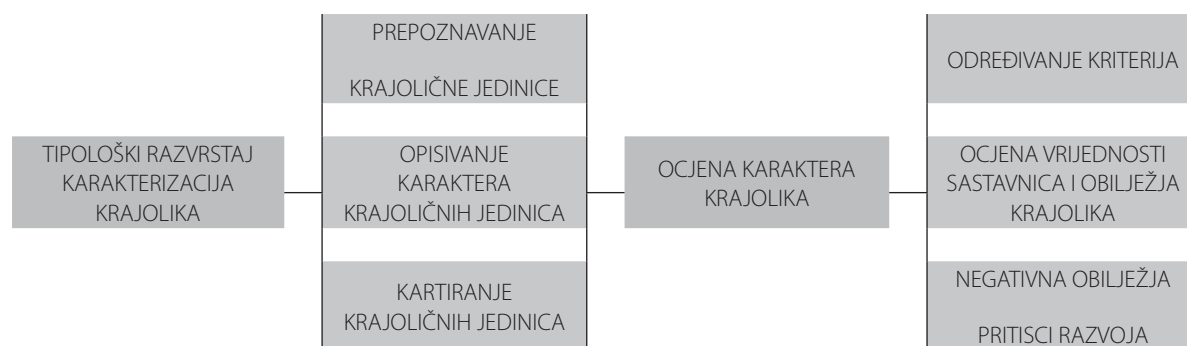 TIPOLOŠKI RAZVRSTAJ
KARAKTERIZACIJA
KRAJOLIKA
PREPOZNAVANJE
KRAJOLIČNE JEDINICE
OPISIVANJE
KARAKTERA
KRAJOLIČNIH JEDINICA
KARTIRANJE
KRAJOLIČNIH JEDINICA
OCJENA KARAKTERA
KRAJOLIKA
ODREĐIVANJE KRITERIJA
OCJENA VRIJEDNOSTI
SASTAVNICA I OBILJEŽJA
KRAJOLIKA
NEGATIVNA OBILJEŽJA
PRITISCI RAZVOJA